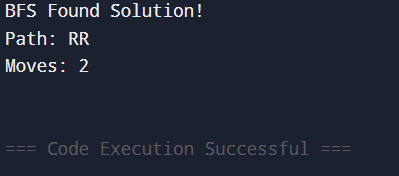 BFS Found Solution!
Path: RR
Moves: 2
=== Code Execution Successful ===